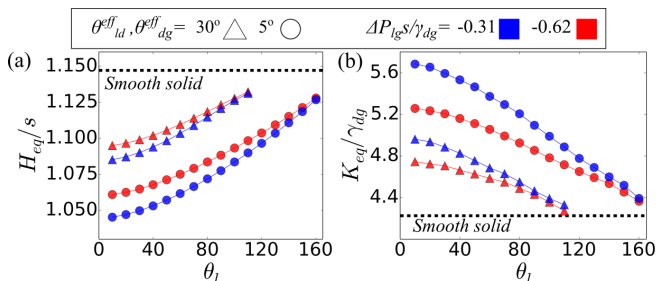 θ^eff_ld, θ^eff_dg = 30° △ 5° ○ ΔP_lg s/γ_dg = -0.31 -0.62
(a)
H_eq/s
1.150
1.125
1.100
1.075
1.050
Smooth solid
0 40 80 120 160
θ_1
(b)
K_eq/γ_dg
5.6
5.2
4.8
4.4
Smooth solid
0 40 80 120 160
θ_1